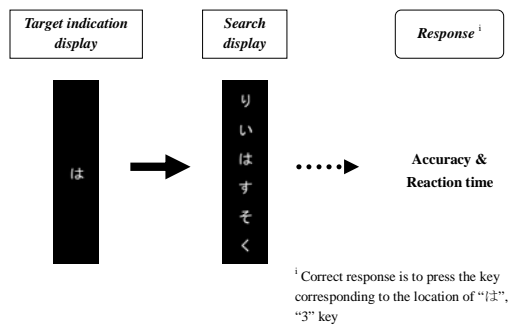 Target indication
display
Search
display
Response i
は
り
い
は
す
そ
く
Accuracy &
Reaction time
i Correct response is to press the key
corresponding to the location of “は”,
“3” key